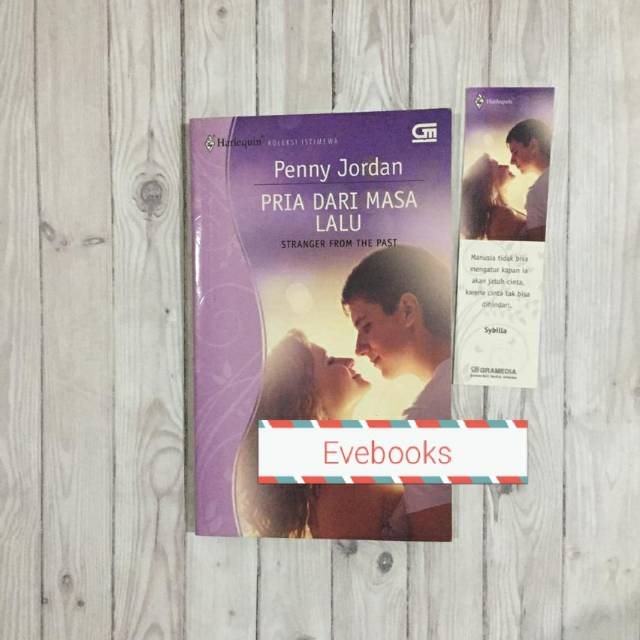 Harlequin® KOLEKSI ISTIMEWA
GM
Penny Jordan
PRIA DARI MASA
LALU
STRANGER FROM THE PAST
Evebooks
Harlequin
Manusia tidak bisa
mengatur kapan ia
akan jatuh cinta,
karena cinta tak bisa
dihindari.
Sybilla
GRAMEDIA